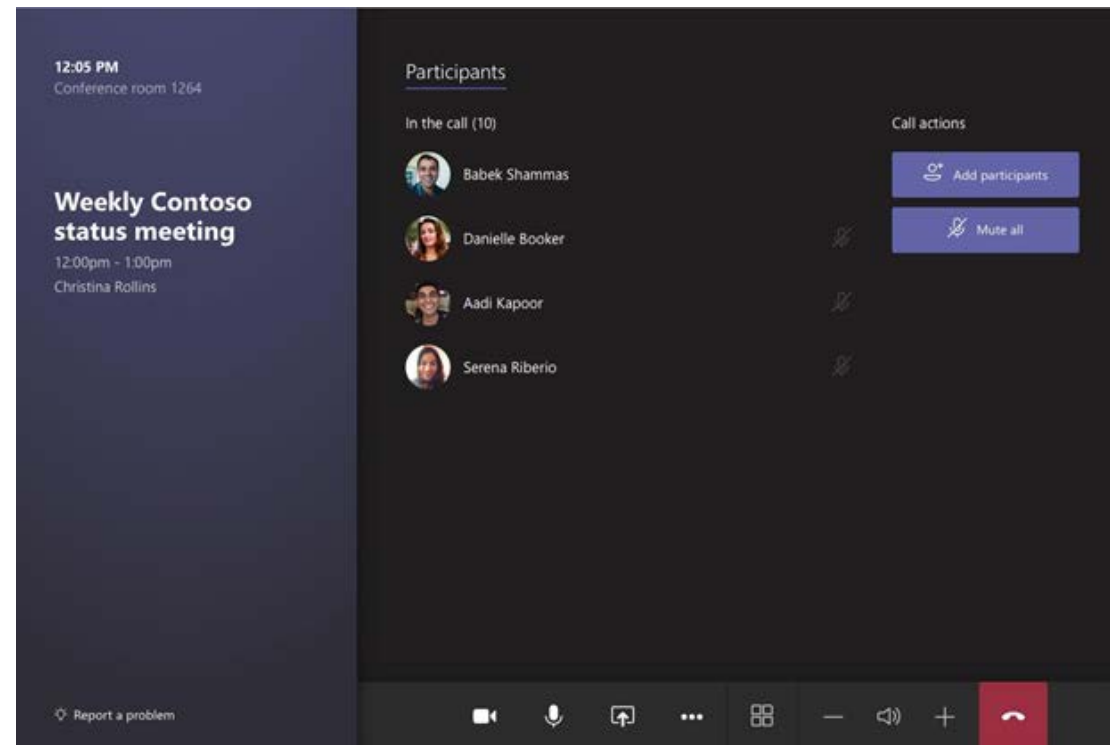 12:05 PM
Conference room 1264
Weekly Contoso
status meeting
12:00pm - 1:00pm
Christina Rollins
Report a problem
Participants
In the call (10)
Babek Shammas
Danielle Booker
Aadi Kapoor
Serena Riberio
Call actions
Add participants
Mute all